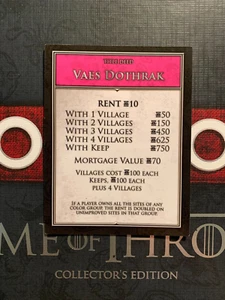 TITLE DEED
VAES DOTHRAK
RENT 10
WITH 1 VILLAGE 50
WITH 2 VILLAGES 150
WITH 3 VILLAGES 450
WITH 4 VILLAGES 625
WITH KEEP 750
MORTGAGE VALUE 70
VILLAGES COST 100 EACH
KEEPS, 100 EACH
PLUS 4 VILLAGES
IF A PLAYER OWNS ALL THE SITES OF ANY
COLOR GROUP, THE RENT IS DOUBLED ON
UNIMPROVED SITES IN THAT GROUP.
ME OF THRO
COLLECTOR'S EDITION